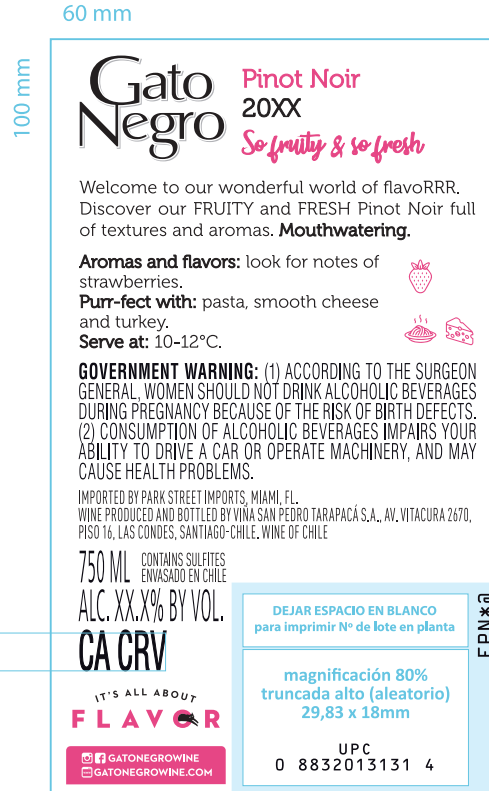 60 mm
100 mm
Gato
Negro
Pinot Noir
20XX
So fruity & so fresh
Welcome to our wonderful world of flavoRRR.
Discover our FRUITY and FRESH Pinot Noir full
of textures and aromas. Mouthwatering.
Aromas and flavors: look for notes of
strawberries.
Purr-fect with: pasta, smooth cheese
and turkey.
Serve at: 10-12°C.
GOVERNMENT WARNING: (1) ACCORDING TO THE SURGEON
GENERAL, WOMEN SHOULD NOT DRINK ALCOHOLIC BEVERAGES
DURING PREGNANCY BECAUSE OF THE RISK OF BIRTH DEFECTS.
(2) CONSUMPTION OF ALCOHOLIC BEVERAGES IMPAIRS YOUR
ABILITY TO DRIVE A CAR OR OPERATE MACHINERY, AND MAY
CAUSE HEALTH PROBLEMS.
IMPORTED BY PARK STREET IMPORTS, MIAMI, FL.
WINE PRODUCED AND BOTTLED BY VIÑA SAN PEDRO TARAPACÁ S.A., AV. VITACURA 2670,
PISO 16, LAS CONDES, SANTIAGO-CHILE. WINE OF CHILE
750 ML
CONTAINS SULFITES
ENVASADO EN CHILE
ALC. XX.X% BY VOL.
CA CRV
IT'S ALL ABOUT
FLAVOR
GATONEGROWINE
GATONEGROWINE.COM
DEJAR ESPACIO EN BLANCO
para imprimir Nº de lote en planta
magnificación 80%
truncada alto (aleatorio)
29,83 x 18mm
UPC
0 8832013131 4